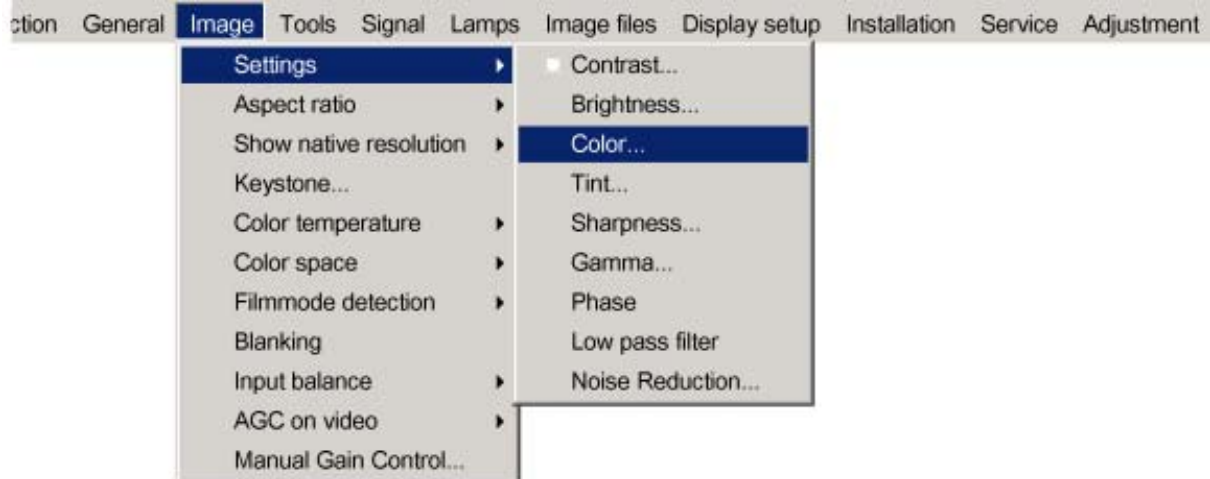 ction General Image Tools Signal Lamps Image files Display setup Installation Service Adjustment
Settings
Aspect ratio
Show native resolution
Keystone...
Color temperature
Color space
Filmmode detection
Blanking
Input balance
AGC on video
Manual Gain Control...
Contrast...
Brightness...
Color...
Tint...
Sharpness...
Gamma...
Phase
Low pass filter
Noise Reduction...